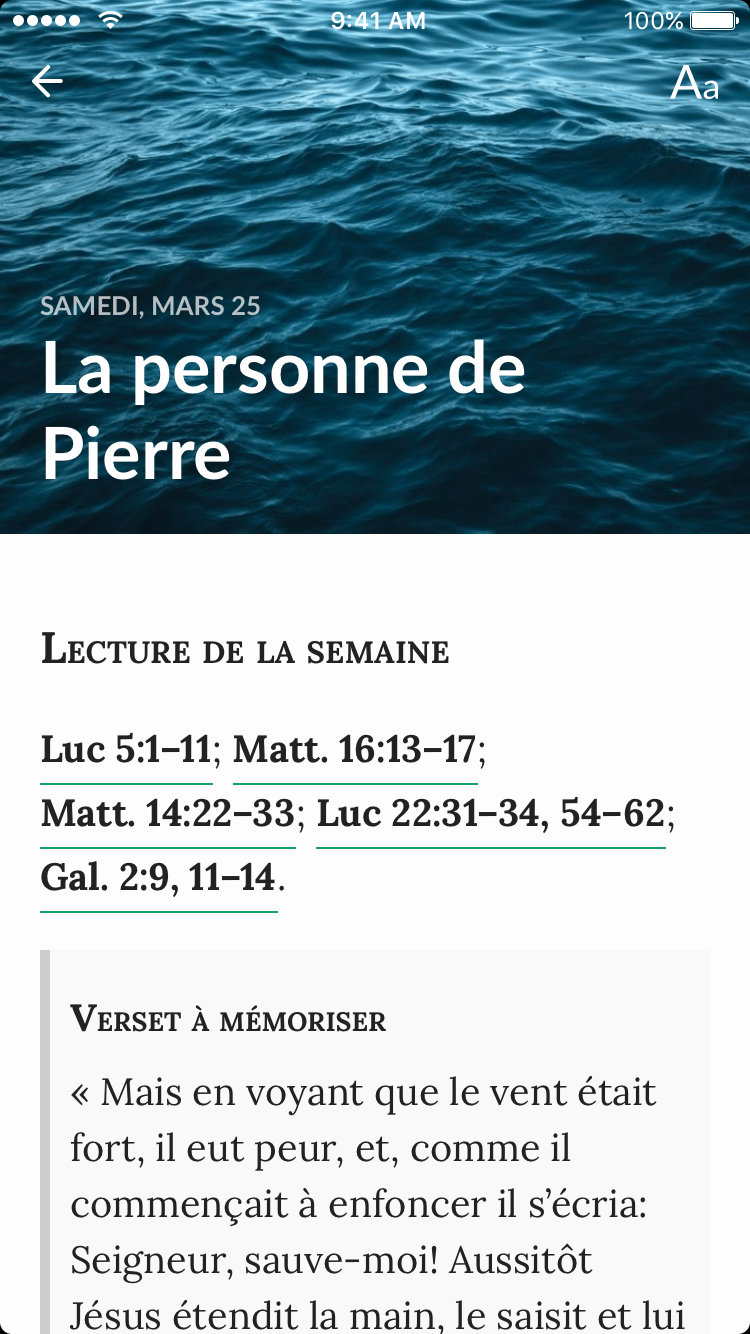 9:41 AM 100%
Aa
SAMEDI, MARS 25
La personne de
Pierre
Lecture de la semaine
Luc 5:1–11; Matt. 16:13–17;
Matt. 14:22–33; Luc 22:31–34, 54–62;
Gal. 2:9, 11–14.
Verset à mémoriser
« Mais en voyant que le vent était
fort, il eut peur, et, comme il
commençait à enfoncer il s’écria:
Seigneur, sauve-moi! Aussitôt
Jésus étendit la main, le saisit et lui